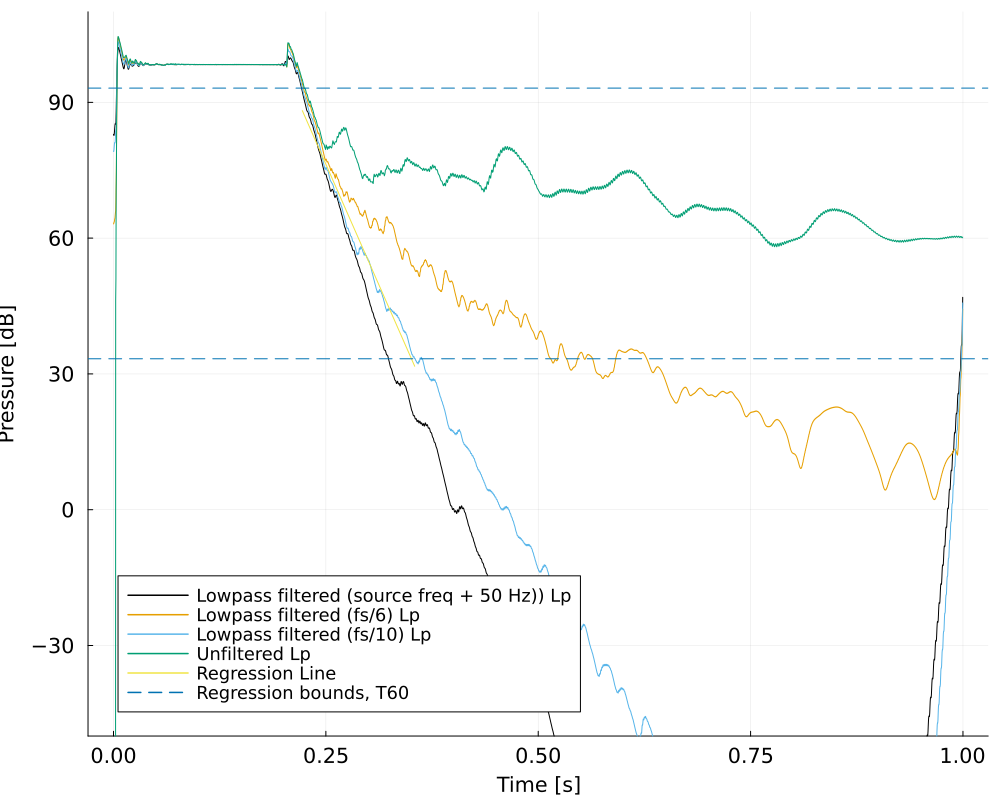 90
60
30
0
−30
Pressure [dB]
Lowpass filtered (source freq + 50 Hz)) Lp
Lowpass filtered (fs/6) Lp
Lowpass filtered (fs/10) Lp
Unfiltered Lp
Regression Line
Regression bounds, T60
0.00
0.25
0.50
0.75
1.00
Time [s]